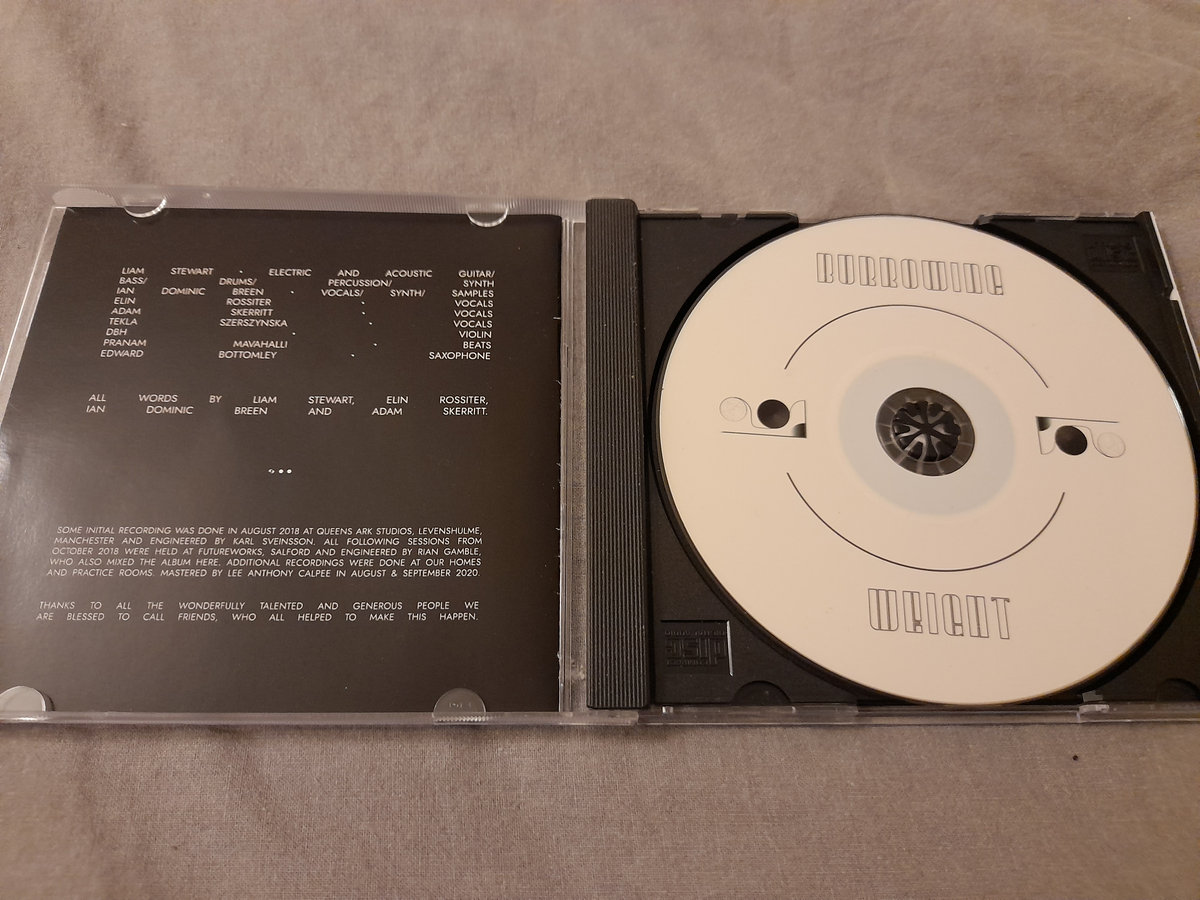 LIAM STEWART · ELECTRIC AND ACOUSTIC GUITAR/
BASS/ DRUMS/ PERCUSSION/ SYNTH
IAN DOMINIC BREEN · VOCALS/ SYNTH/ SAMPLES
ELIN ROSSITER · VOCALS
ADAM SKERRITT · VOCALS
TEKLA SZERSZYNSKA · VOCALS
DBH · VIOLIN
PRANAM MAVAHALLI · BEATS
EDWARD BOTTOMLEY · SAXOPHONE
ALL WORDS BY LIAM STEWART, ELIN ROSSITER,
IAN DOMINIC BREEN AND ADAM SKERRITT.
SOME INITIAL RECORDING WAS DONE IN AUGUST 2018 AT QUEENS ARK STUDIOS, LEVENSHULME,
MANCHESTER AND ENGINEERED BY KARL SVEINSSON. ALL FOLLOWING SESSIONS FROM
OCTOBER 2018 WERE HELD AT FUTUREWORKS, SALFORD AND ENGINEERED BY RIAN GAMBLE,
WHO ALSO MIXED THE ALBUM HERE. ADDITIONAL RECORDINGS WERE DONE AT OUR HOMES
AND PRACTICE ROOMS. MASTERED BY LEE ANTHONY CALPEE IN AUGUST & SEPTEMBER 2020.
THANKS TO ALL THE WONDERFULLY TALENTED AND GENEROUS PEOPLE WE
ARE BLESSED TO CALL FRIENDS, WHO ALL HELPED TO MAKE THIS HAPPEN.
BURROWING
WEIGHT
COMPACT
disc
DIGITAL AUDIO